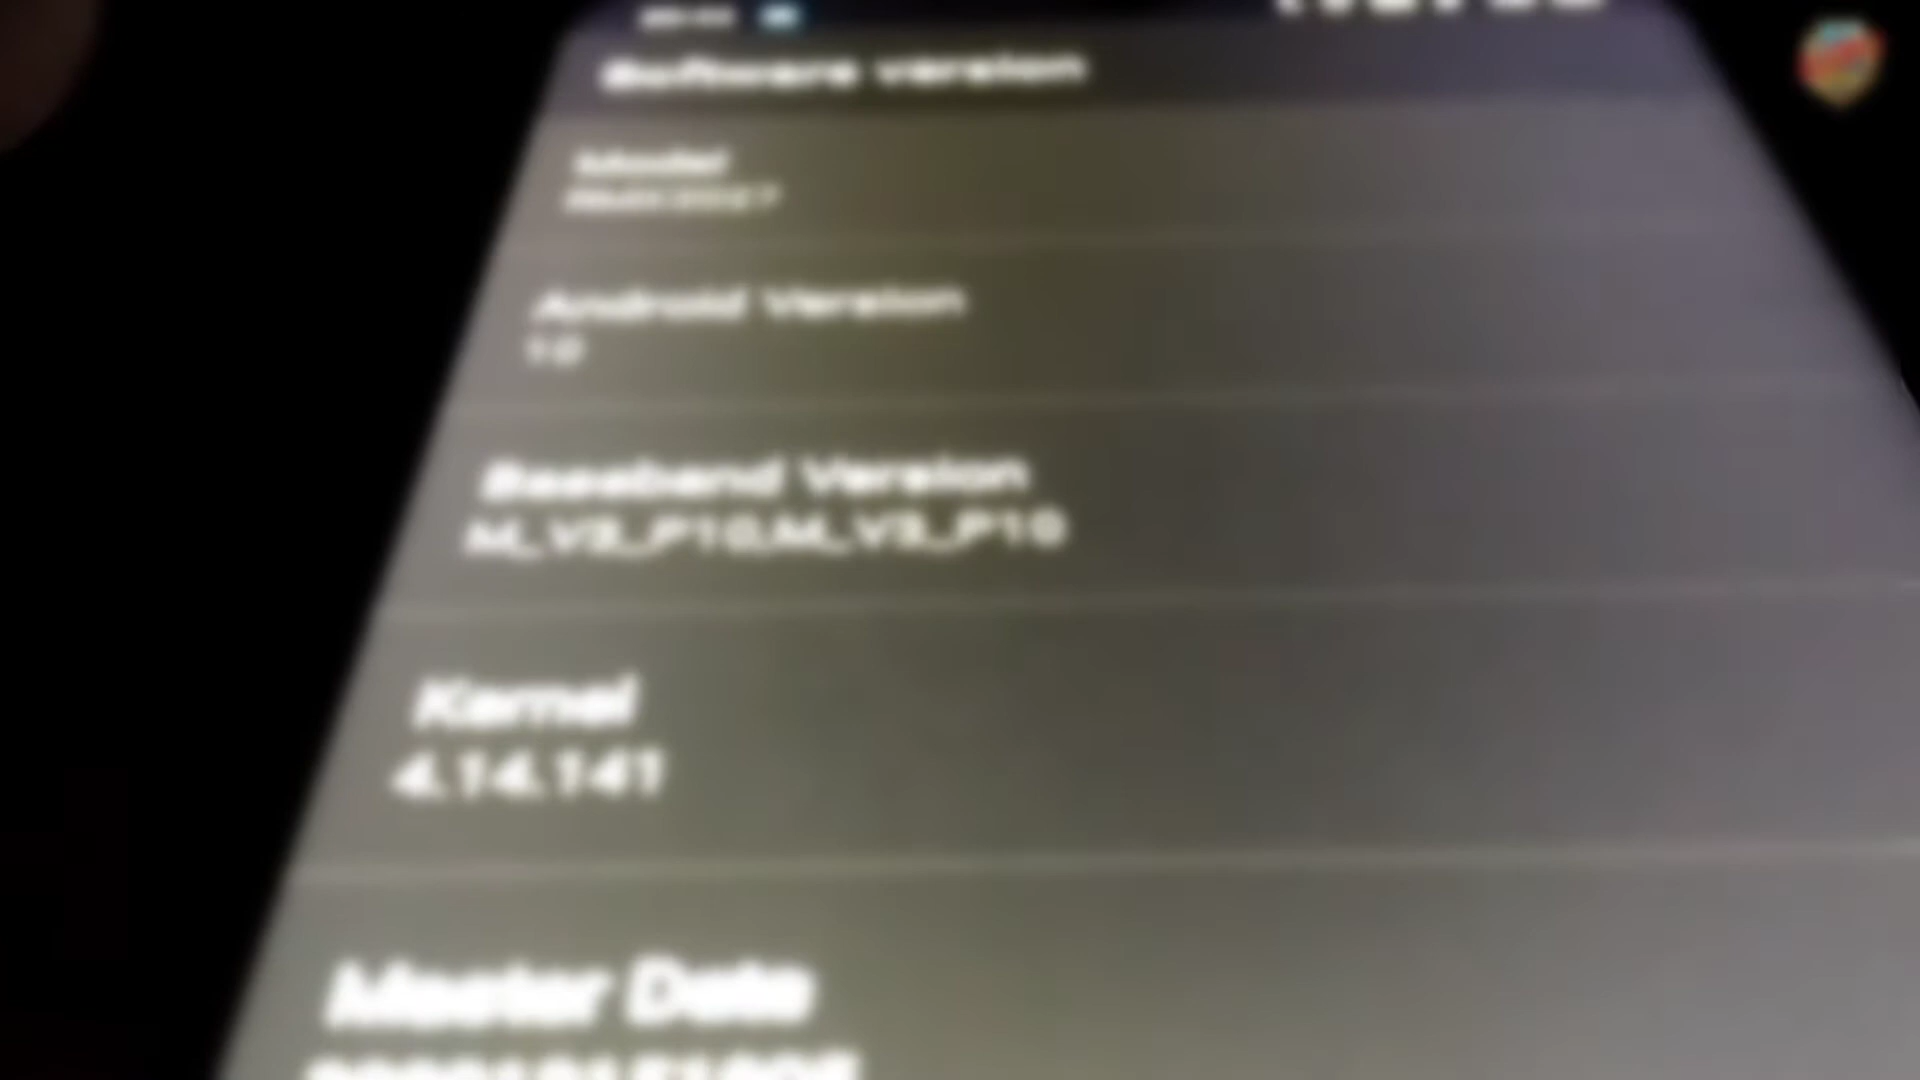 Software version
Model
Android Version
10
Baseband Version
M_V3_P10,M_V3_P10
Kernel
4.14.141
Master Date